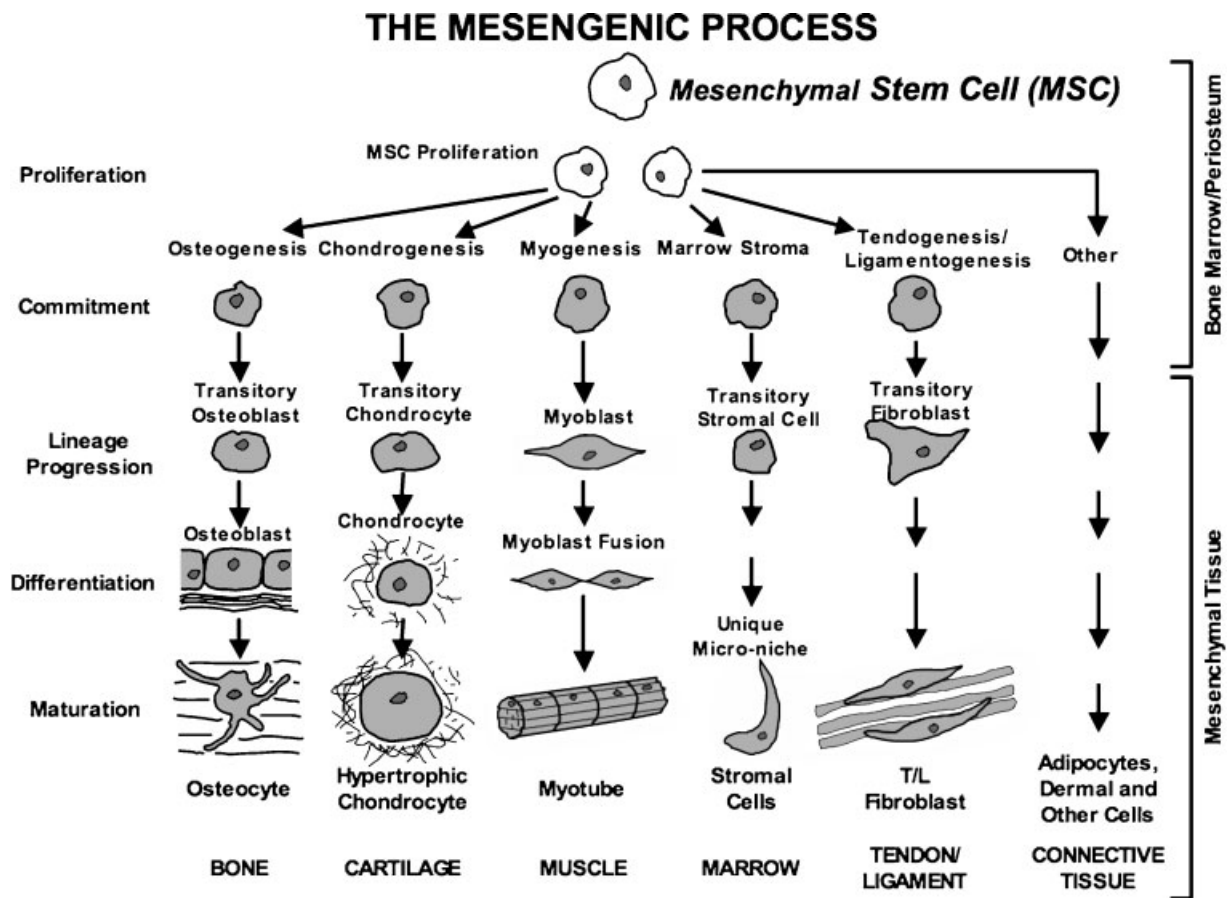 THE MESENGENIC PROCESS
Mesenchymal Stem Cell (MSC)
MSC Proliferation
Proliferation
Osteogenesis
Chondrogenesis
Myogenesis
Marrow Stroma
Tendogenesis/
Ligamentogenesis
Other
Commitment
Transitory
Osteoblast
Transitory
Chondrocyte
Myoblast
Transitory
Stromal Cell
Transitory
Fibroblast
Lineage
Progression
Osteoblast
Chondrocyte
Myoblast Fusion
Differentiation
Unique
Micro-niche
Maturation
Osteocyte
Hypertrophic
Chondrocyte
Myotube
Stromal
Cells
T/L
Fibroblast
Adipocytes,
Dermal and
Other Cells
BONE
CARTILAGE
MUSCLE
MARROW
TENDON/
LIGAMENT
CONNECTIVE
TISSUE
Bone Marrow/Periosteum
Mesenchymal Tissue